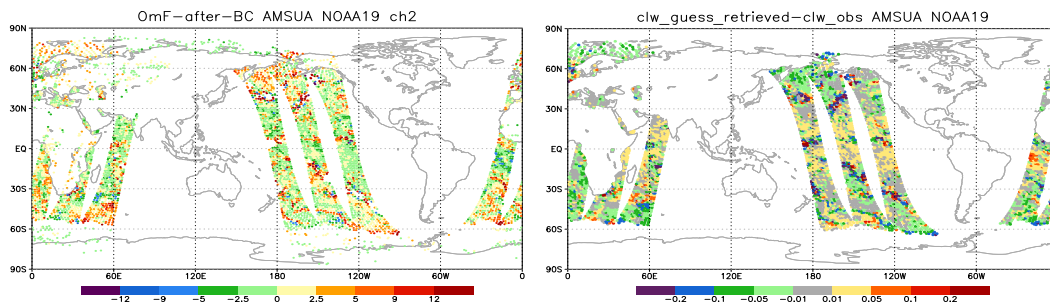 OmF-after-BC AMSUA NOAA19 ch2
90N
60N
30N
EQ
30S
60S
90S
0 60E 120E 180 120W 60W 0
-12 -9 -5 -2.5 0 2.5 5 9 12
clw_guess_retrieved-clw_obs AMSUA NOAA19
90N
60N
30N
EQ
30S
60S
90S
0 60E 120E 180 120W 60W
-0.2 -0.1 -0.05 -0.01 0.01 0.05 0.1 0.2